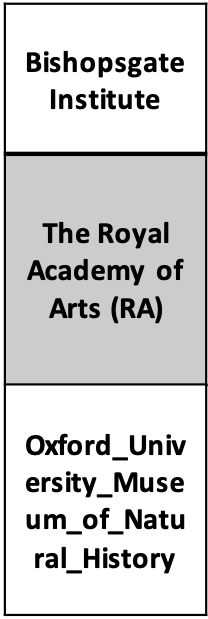 Bishopsgate
Institute
The Royal
Academy of
Arts (RA)
Oxford_Univ
ersity_Muse
um_of_Natu
ral_History